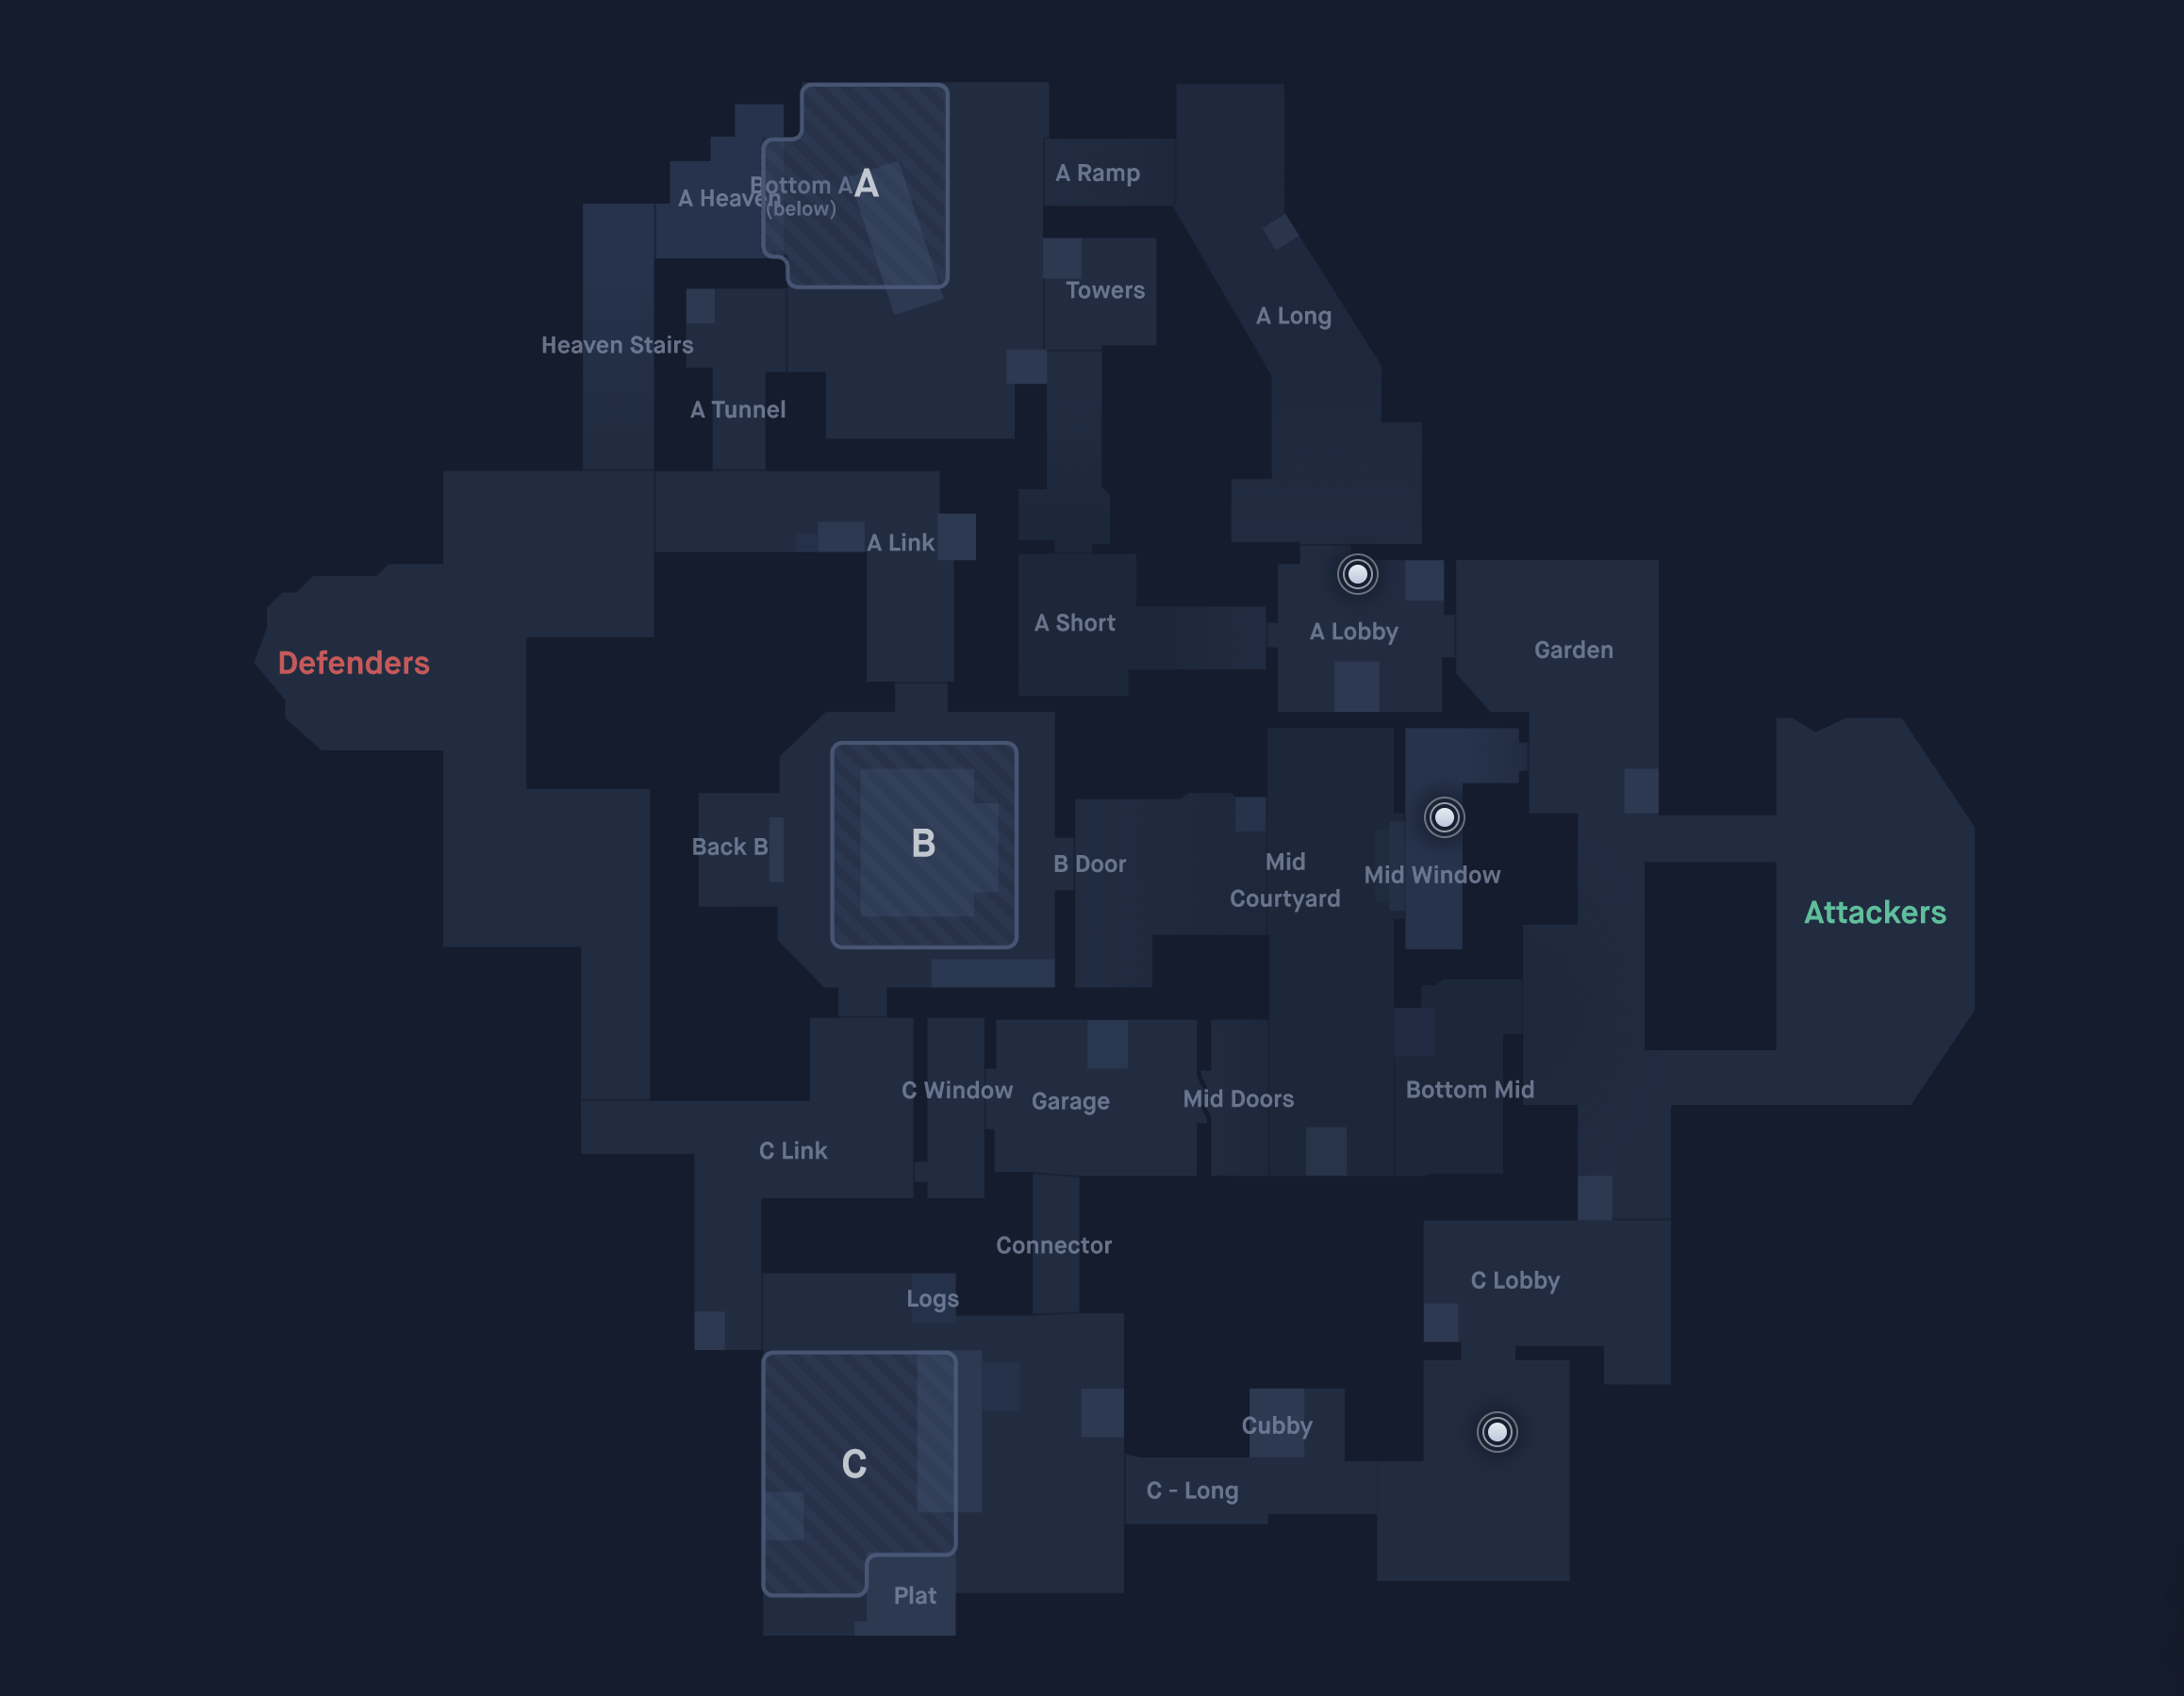 A
A Ramp
Bottom A
A Heaven
(below)
Towers
A Long
Heaven Stairs
A Tunnel
A Link
A Short
A Lobby
Garden
Defenders
B
Back B
B Door
Mid
Courtyard
Mid Window
Attackers
C Window
Garage
Mid Doors
Bottom Mid
C Link
Connector
Logs
C Lobby
Cubby
C
C - Long
Plat